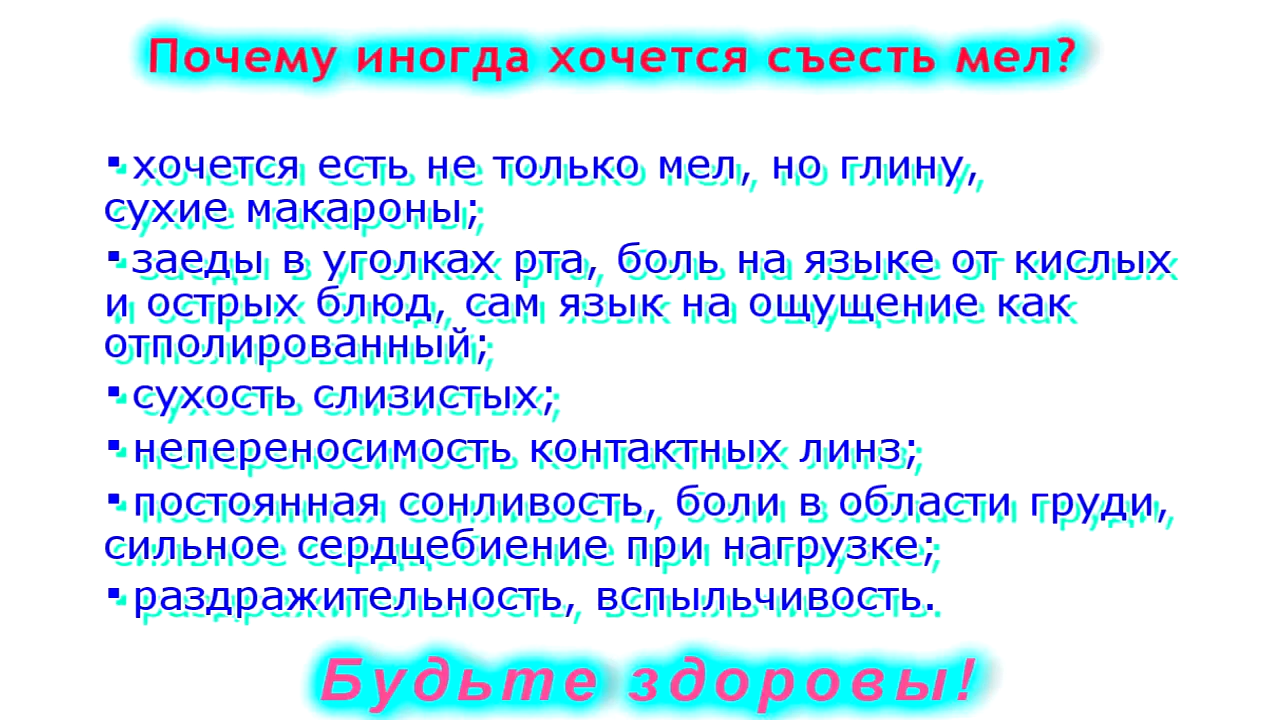 Почему иногда хочется съесть мел?
▪ хочется есть не только мел, но глину,
сухие макароны;
▪ заеды в уголках рта, боль на языке от кислых
и острых блюд, сам язык на ощущение как
отполированный;
▪ сухость слизистых;
▪ непереносимость контактных линз;
▪ постоянная сонливость, боли в области груди,
сильное сердцебиение при нагрузке;
▪ раздражительность, вспыльчивость.
Будьте здоровы!